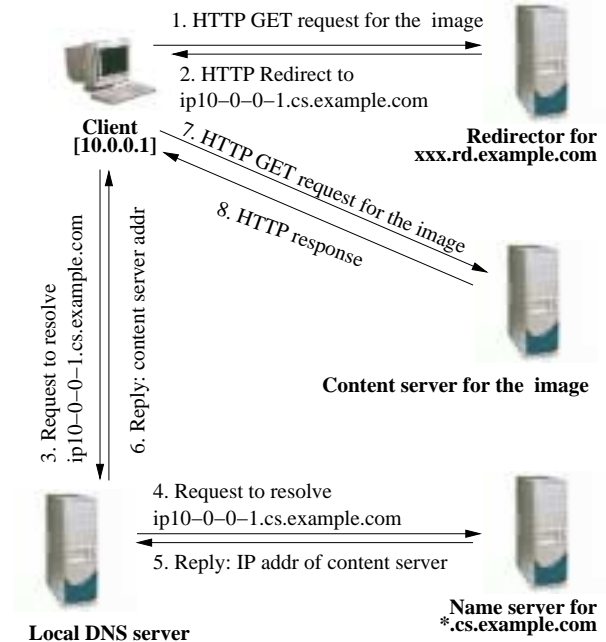 1. HTTP GET request for the image
2. HTTP Redirect to
ip10–0–0–1.cs.example.com
Client
[10.0.0.1]
Redirector for
xxx.rd.example.com
7. HTTP GET request for the image
8. HTTP response
Content server for the image
3. Request to resolve
ip10–0–0–1.cs.example.com
6. Reply: content server addr
4. Request to resolve
ip10–0–0–1.cs.example.com
5. Reply: IP addr of content server
Local DNS server
Name server for
*.cs.example.com